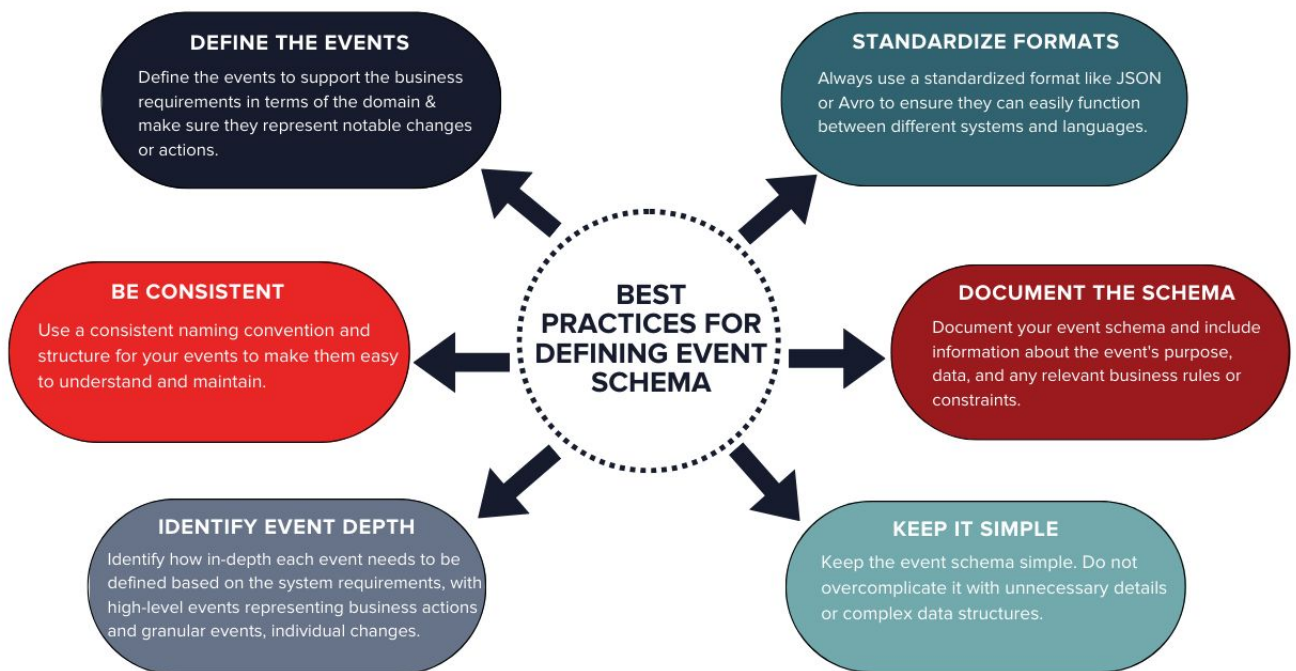 DEFINE THE EVENTS
Define the events to support the business
requirements in terms of the domain &
make sure they represent notable changes
or actions.
STANDARDIZE FORMATS
Always use a standardized format like JSON
or Avro to ensure they can easily function
between different systems and languages.
BE CONSISTENT
Use a consistent naming convention and
structure for your events to make them easy
to understand and maintain.
BEST
PRACTICES FOR
DEFINING EVENT
SCHEMA
DOCUMENT THE SCHEMA
Document your event schema and include
information about the event's purpose,
data, and any relevant business rules or
constraints.
IDENTIFY EVENT DEPTH
Identify how in-depth each event needs to be
defined based on the system requirements, with
high-level events representing business actions
and granular events, individual changes.
KEEP IT SIMPLE
Keep the event schema simple. Do not
overcomplicate it with unnecessary details
or complex data structures.